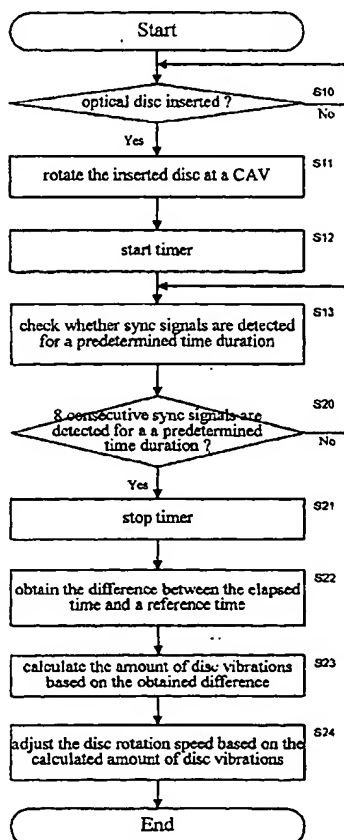 Start
S10
optical disc inserted ?
No
Yes
S11
rotate the inserted disc at a CAV
S12
start timer
S13
check whether sync signals are detected
for a predetermined time duration
S20
8 consecutive sync signals are
detected for a a predetermined
time duration ?
No
Yes
S21
stop timer
S22
obtain the difference between the elapsed
time and a reference time
S23
calculate the amount of disc vibrations
based on the obtained difference
S24
adjust the disc rotation speed based on the
calculated amount of disc vibrations
End